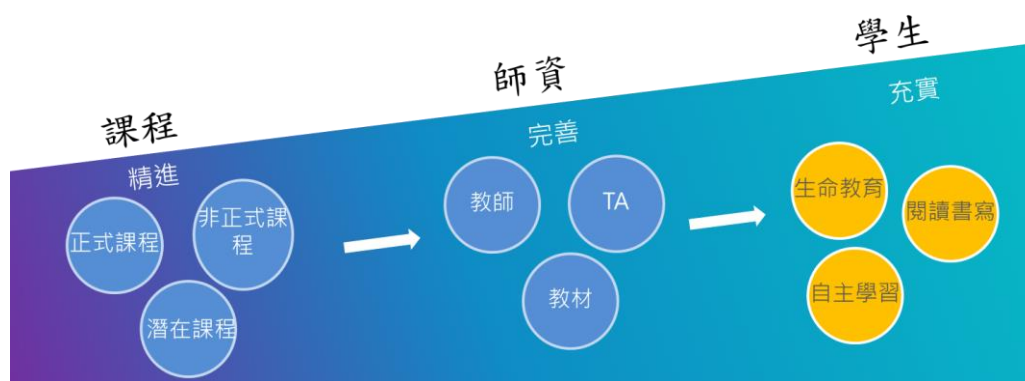 課程
精進
正式課程
非正式課
程
潛在課程
師資
完善
教師
TA
教材
學生
充實
生命教育
閱讀書寫
自主學習